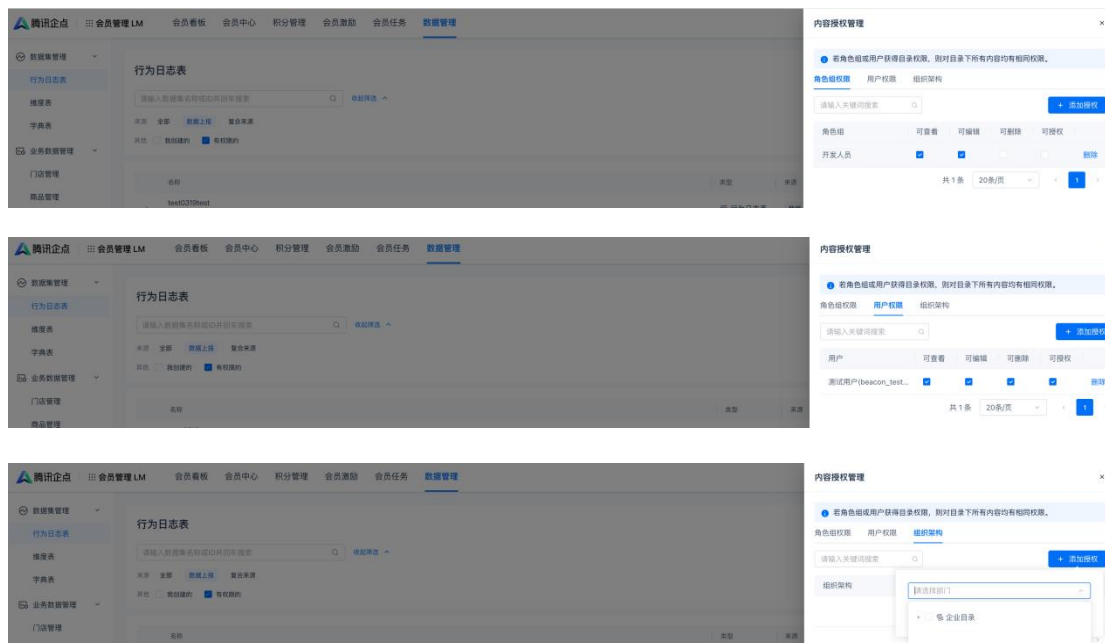 腾讯企点 会员管理 LM 会员看板 会员中心 积分管理 会员激励 会员任务 数据管理
数据集管理
行为日志表
维度表
字典表
业务数据管理
门店管理
商品管理
行为日志表
请输入数据集名称或ID并回车搜索 收起筛选
来源 全部 数据上报 复合来源
其他 我创建的 有权限的
名称 类型 来源
test0319test
内容授权管理 ×
若角色组或用户获得目录权限，则对目录下所有内容均有相同权限。
角色组权限 用户权限 组织架构
请输入关键词搜索 + 添加授权
角色组 可查看 可编辑 可删除 可授权
开发人员 删除
共 1 条 20条/页 1
腾讯企点 会员管理 LM 会员看板 会员中心 积分管理 会员激励 会员任务 数据管理
数据集管理
行为日志表
维度表
字典表
业务数据管理
门店管理
商品管理
行为日志表
请输入数据集名称或ID并回车搜索 收起筛选
来源 全部 数据上报 复合来源
其他 我创建的 有权限的
名称 类型 来源
内容授权管理
若角色组或用户获得目录权限，则对目录下所有内容均有相同权限。
角色组权限 用户权限 组织架构
请输入关键词搜索 + 添加授权
用户 可查看 可编辑 可删除 可授权
测试用户(beacon_test... 删除
共 1 条 20条/页 1
腾讯企点 会员管理 LM 会员看板 会员中心 积分管理 会员激励 会员任务 数据管理
数据集管理
行为日志表
维度表
字典表
业务数据管理
门店管理
行为日志表
请输入数据集名称或ID并回车搜索 收起筛选
来源 全部 数据上报 复合来源
其他 我创建的 有权限的
名称 类型 来源
内容授权管理 ×
若角色组或用户获得目录权限，则对目录下所有内容均有相同权限。
角色组权限 用户权限 组织架构
请输入关键词搜索 + 添加授权
组织架构
请选择部门
企业目录